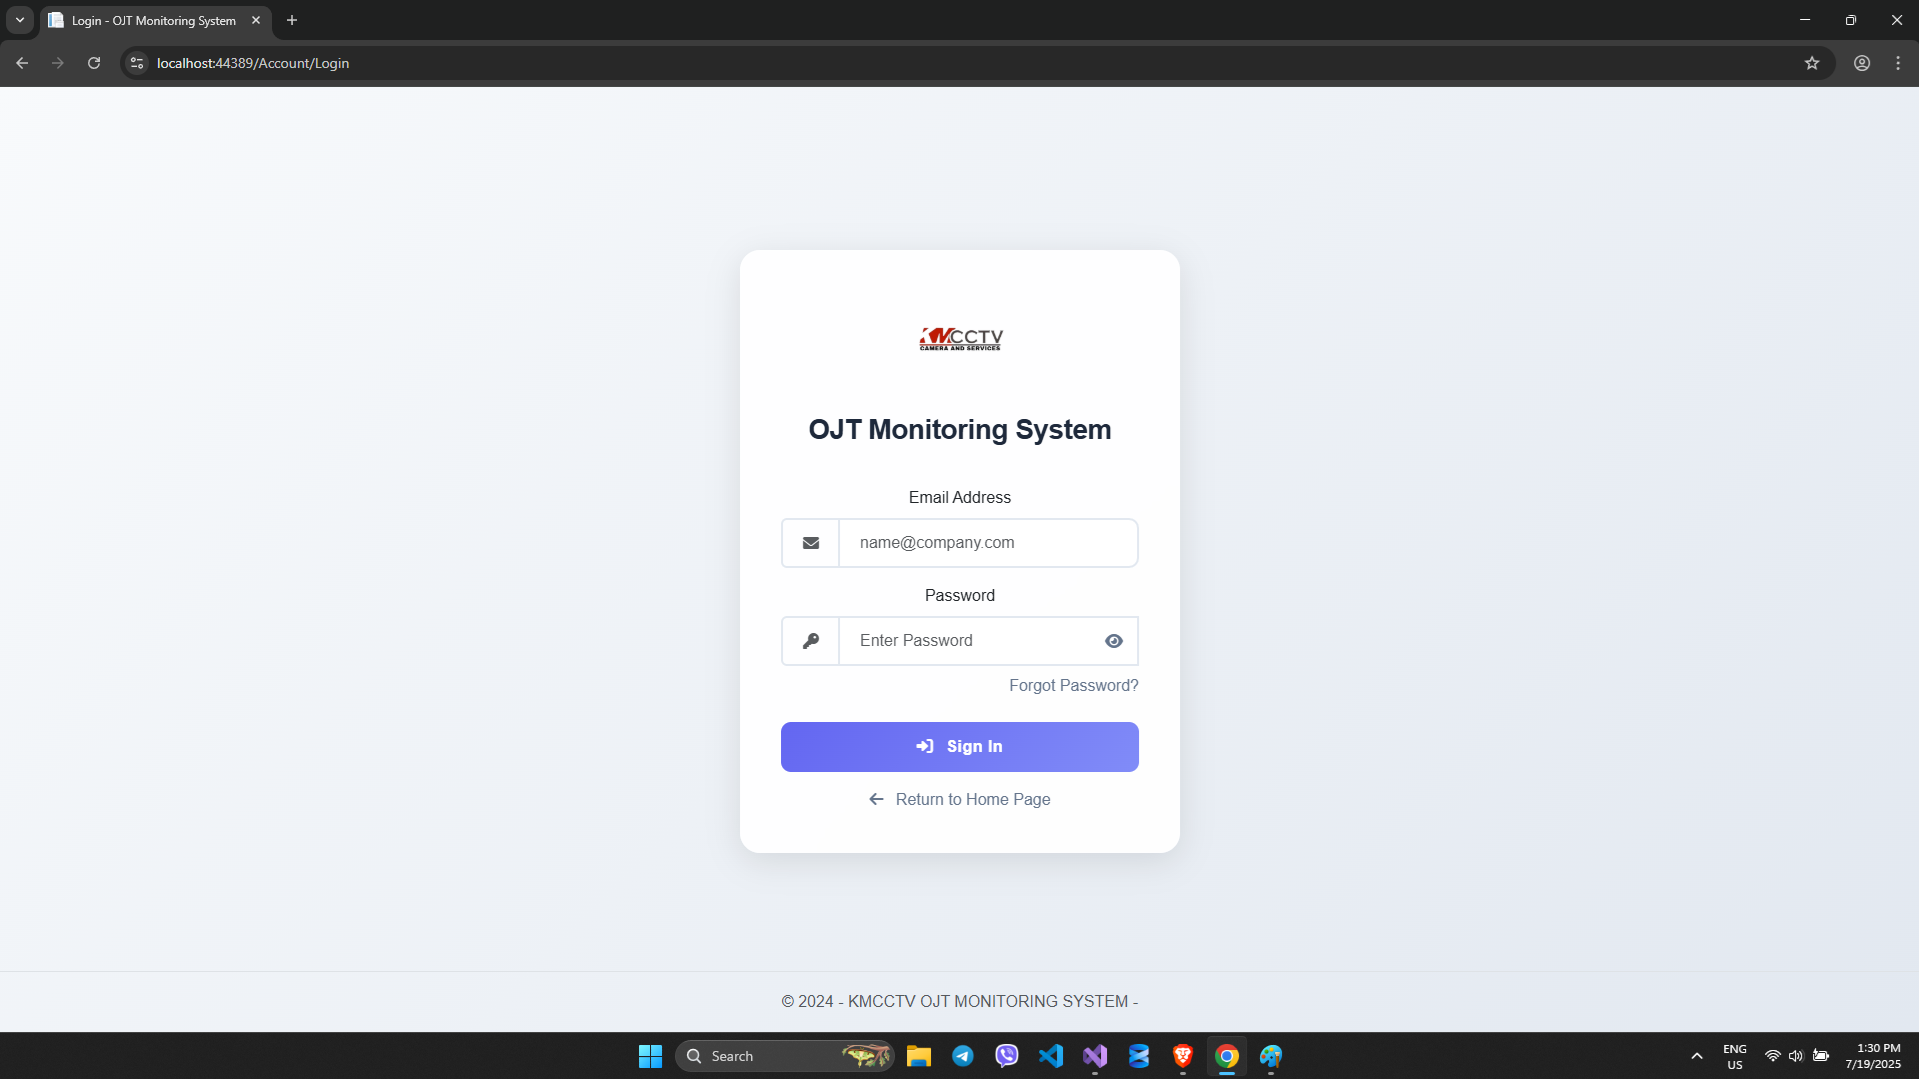 Login - OJT Monitoring System
localhost:44389/Account/Login
KMCCTV
CAMERA AND SERVICES
OJT Monitoring System
Email Address
name@company.com
Password
Enter Password
Forgot Password?
Sign In
Return to Home Page
© 2024 - KMCCTV OJT MONITORING SYSTEM -
Search
ENG
US
1:30 PM
7/19/2025